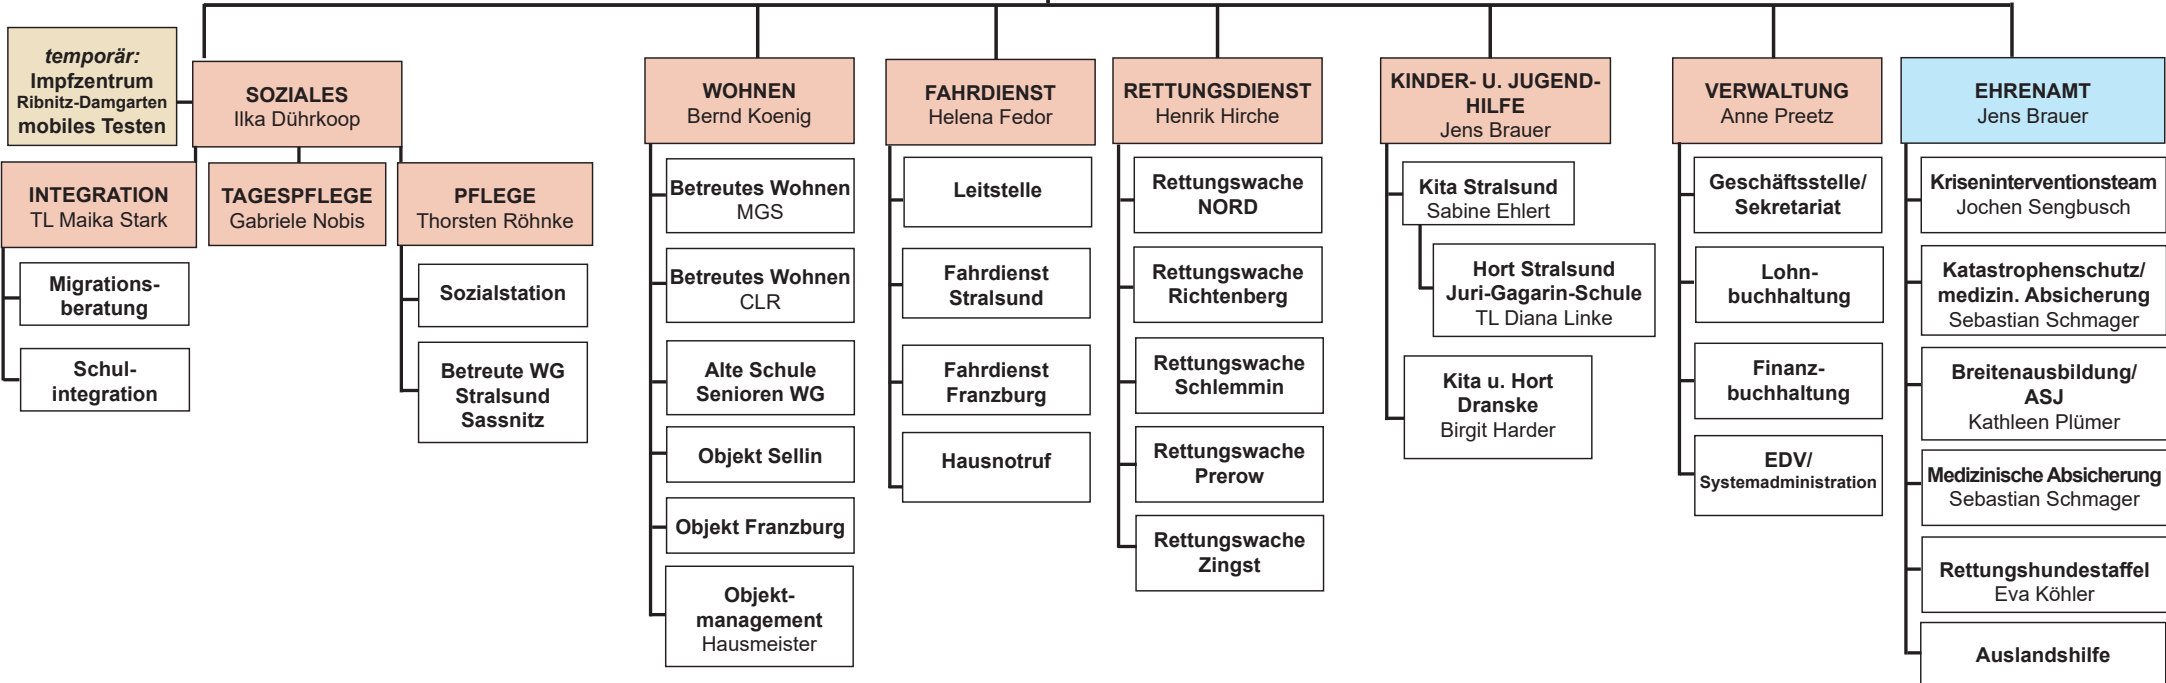 temporär:
Impfzentrum
Ribnitz-Damgarten
mobiles Testen
SOZIALES
Ilka Dührkoop
INTEGRATION
TL Maika Stark
Migrations-
beratung
Schul-
integration
TAGESPFLEGE
Gabriele Nobis
PFLEGE
Thorsten Röhnke
Sozialstation
Betreute WG
Stralsund
Sassnitz
WOHNEN
Bernd Koenig
Betreutes Wohnen
MGS
Betreutes Wohnen
CLR
Alte Schule
Senioren WG
Objekt Sellin
Objekt Franzburg
Objekt-
management
Hausmeister
FAHRDIENST
Helena Fedor
Leitstelle
Fahrdienst
Stralsund
Fahrdienst
Franzburg
Hausnotruf
RETTUNGSDIENST
Henrik Hirche
Rettungswache
NORD
Rettungswache
Richtenberg
Rettungswache
Schlemmin
Rettungswache
Prerow
Rettungswache
Zingst
KINDER- U. JUGEND-
HILFE
Jens Brauer
Kita Stralsund
Sabine Ehlert
Hort Stralsund
Juri-Gagarin-Schule
TL Diana Linke
Kita u. Hort
Dranske
Birgit Harder
VERWALTUNG
Anne Preetz
Geschäftsstelle/
Sekretariat
Lohn-
buchhaltung
Finanz-
buchhaltung
EDV/
Systemadministration
EHRENAMT
Jens Brauer
Kriseninterventionsteam
Jochen Sengbusch
Katastrophenschutz/
medizin. Absicherung
Sebastian Schmager
Breitenausbildung/
ASJ
Kathleen Plümer
Medizinische Absicherung
Sebastian Schmager
Rettungshundestaffel
Eva Köhler
Auslandshilfe